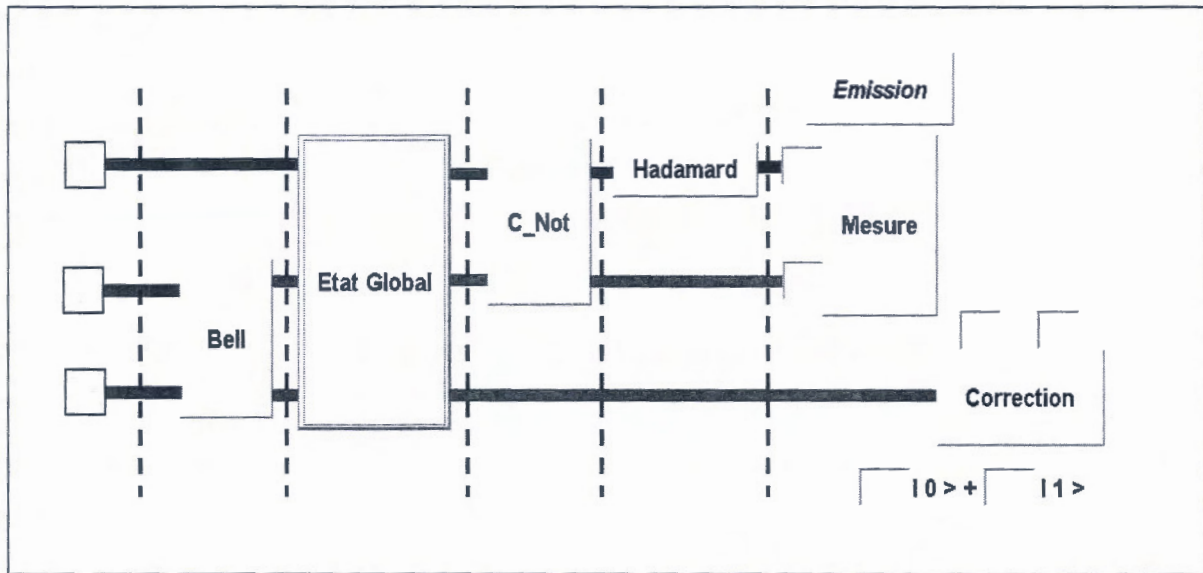 Emission
Hadamard
C_Not
Mesure
Etat Global
Bell
Correction
|0>+ |1>